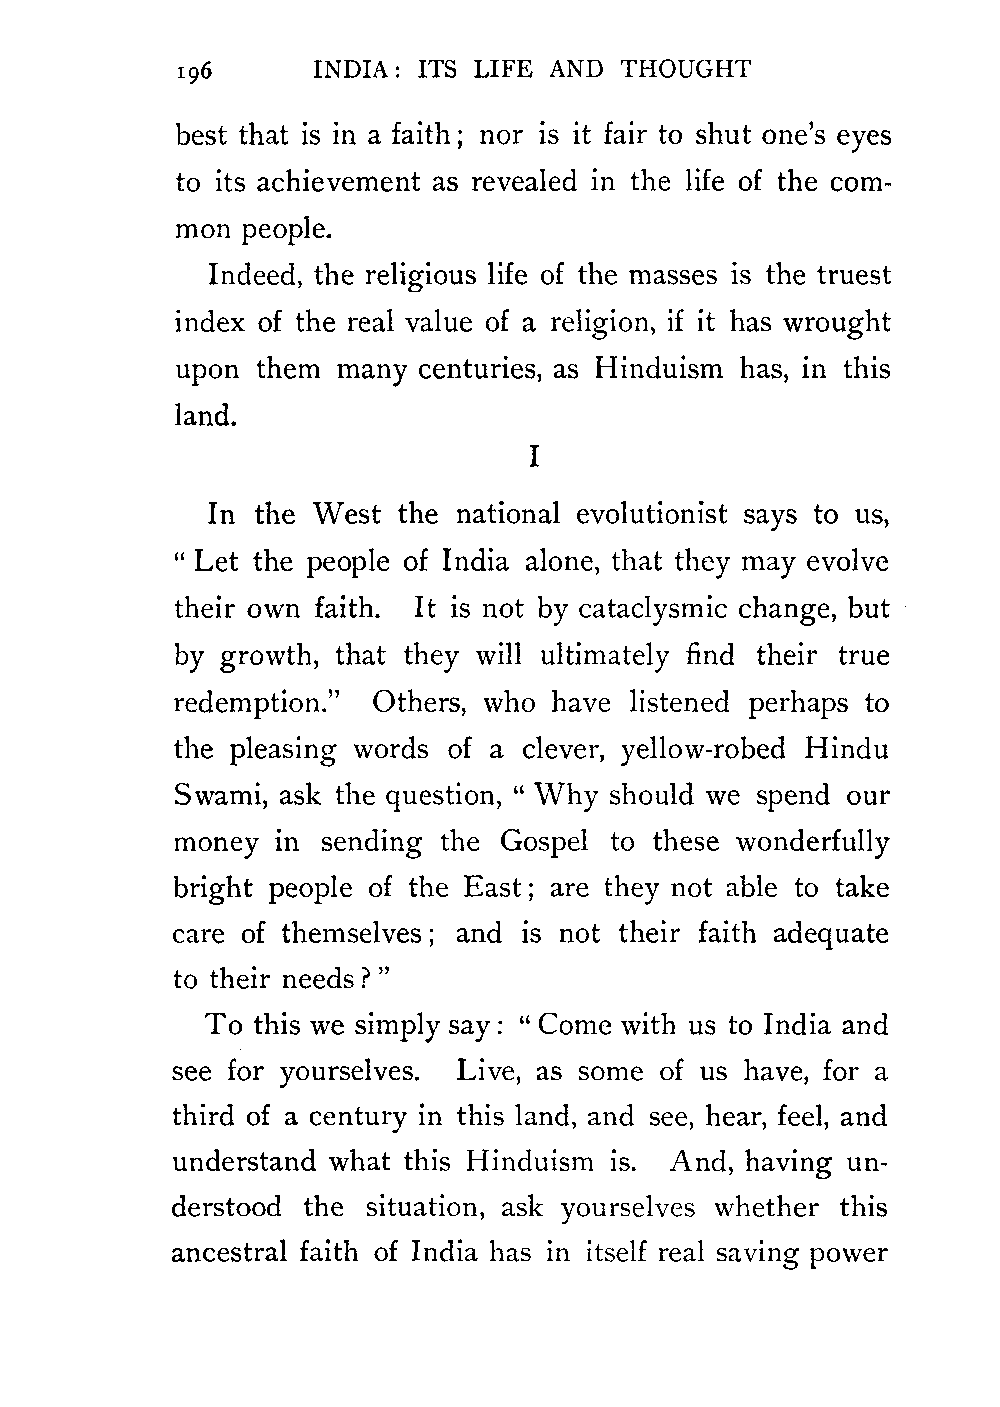 196 INDIA: ITS LIFE AND THOUGHT
best that is in a faith; nor is it fair to shut one's eyes
to its achievement as revealed in the life of the com-
mon people.
Indeed, the religious life of the masses is the truest
index of the real value of a religion, if it has wrought
upon them many centuries, as Hinduism has, in this
land.
I
In the West the national evolutionist says to us,
“Let the people of India alone, that they may evolve
their own faith. It is not by cataclysmic change, but
by growth, that they will ultimately find their true
redemption.” Others, who have listened perhaps to
the pleasing words of a clever, yellow-robed Hindu
Swami, ask the question, “Why should we spend our
money in sending the Gospel to these wonderfully
bright people of the East; are they not able to take
care of themselves; and is not their faith adequate
to their needs?”
To this we simply say: “Come with us to India and
see for yourselves. Live, as some of us have, for a
third of a century in this land, and see, hear, feel, and
understand what this Hinduism is. And, having un-
derstood the situation, ask yourselves whether this
ancestral faith of India has in itself real saving power